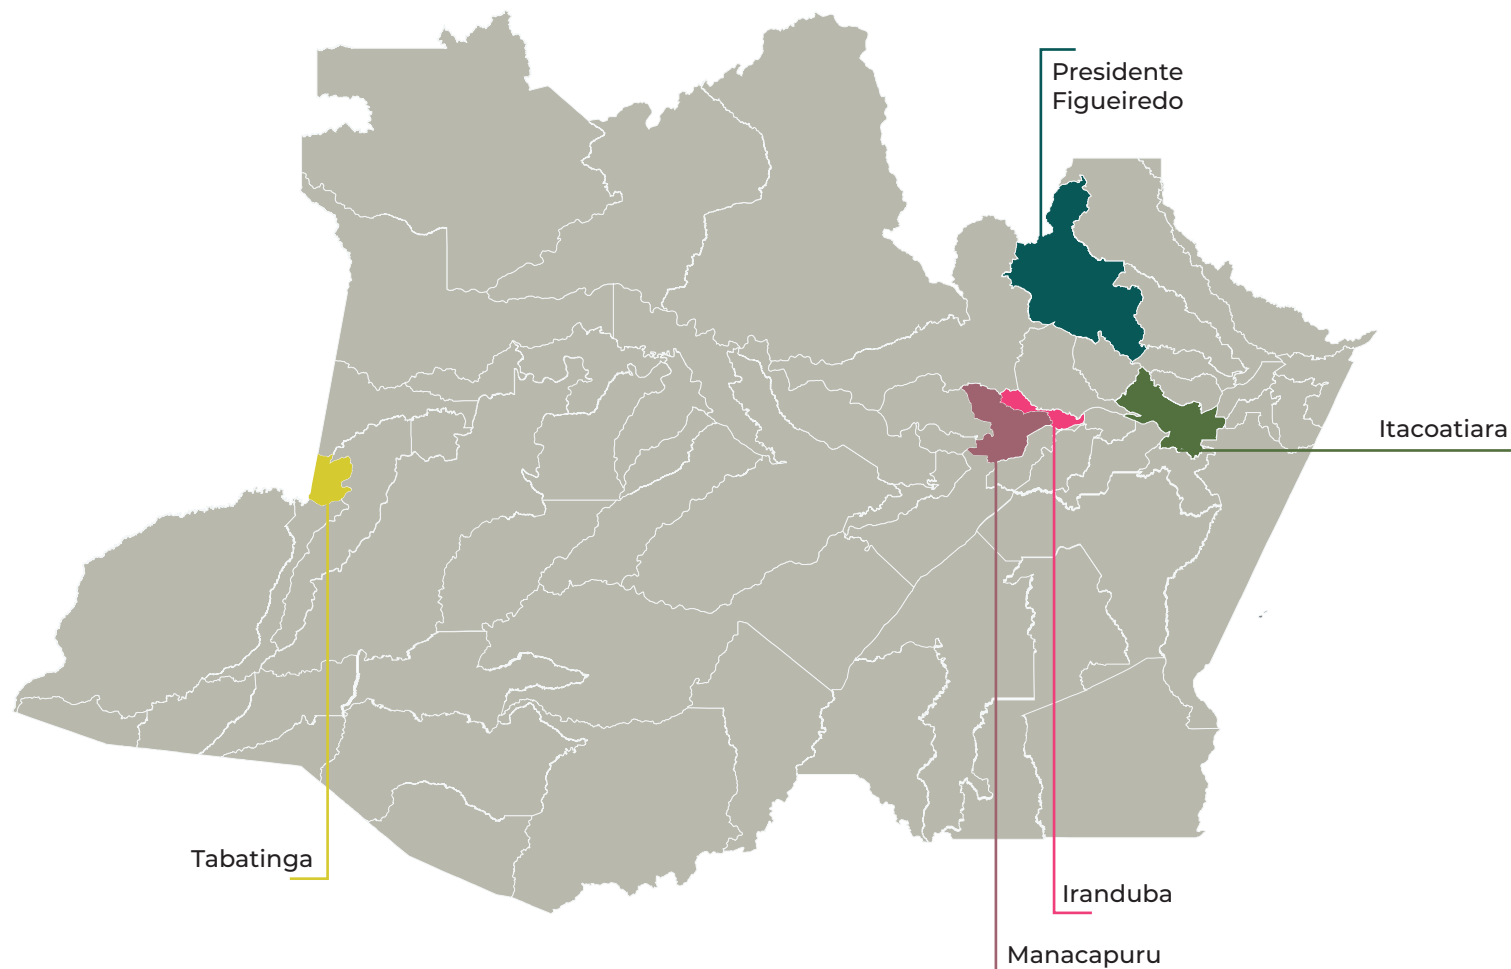 Presidente
Figueiredo
Itacoatiara
Tabatinga
Iranduba
Manacapuru